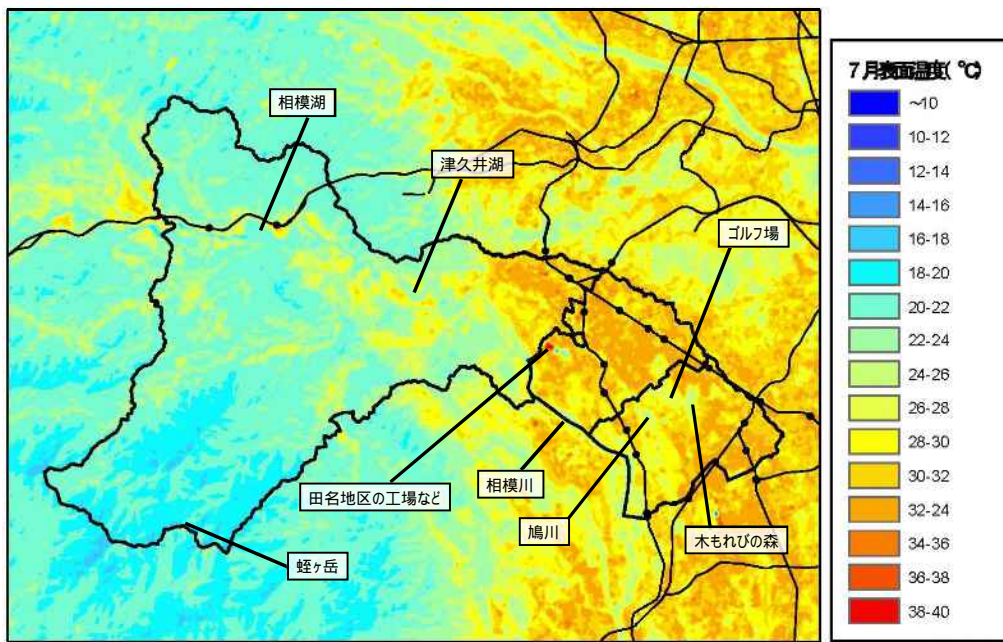 相模湖
津久井湖
ゴルフ場
田名地区の工場など
相模川
鳩川
木もれびの森
蛭ヶ岳
7月表面温度(℃)
~10
10-12
12-14
14-16
16-18
18-20
20-22
22-24
24-26
26-28
28-30
30-32
32-24
34-36
36-38
38-40